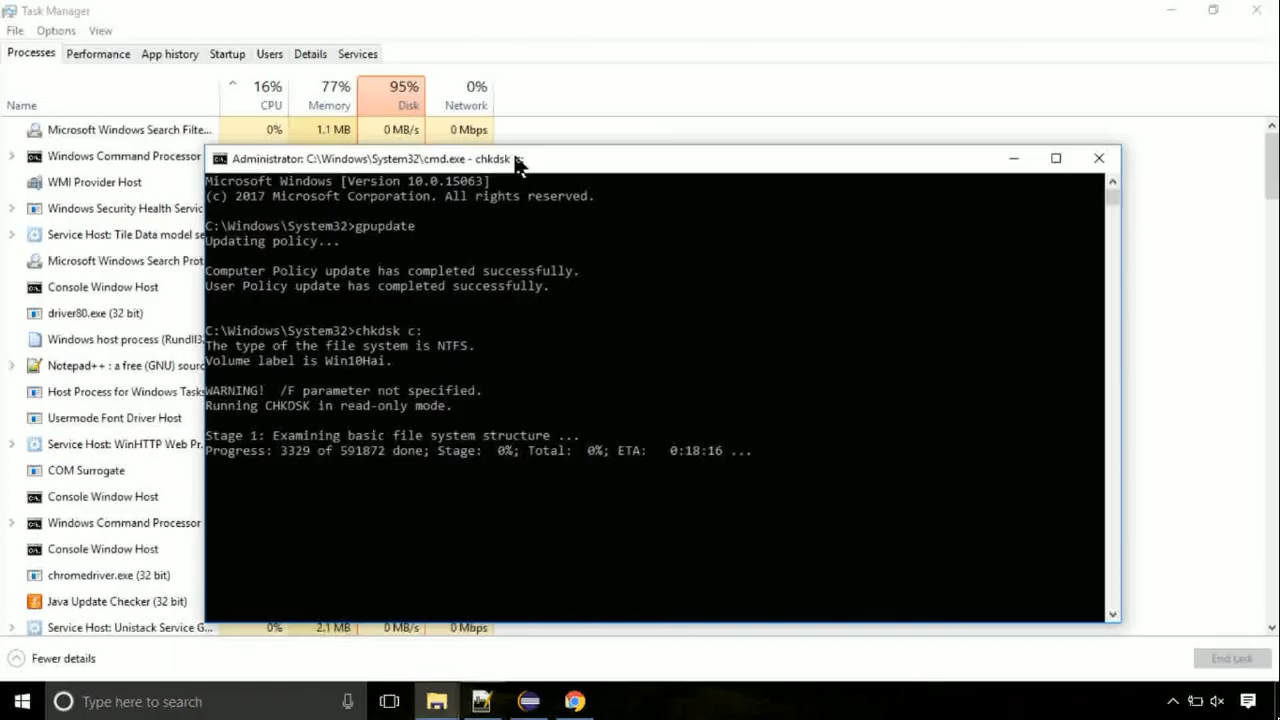 Task Manager
File Options View
Processes Performance App history Startup Users Details Services
16% 77% 95% 0%
Name CPU Memory Disk Network
Microsoft Windows Search Filte... 0% 1.1 MB 0 MB/s 0 Mbps
Windows Command Processor
WMI Provider Host
Windows Security Health Servic
Service Host: Tile Data model se
Microsoft Windows Search Prot
Console Window Host
driver80.exe (32 bit)
Windows host process (Rundll3
Notepad++ : a free (GNU) sourc
Host Process for Windows Task
Usermode Font Driver Host
Service Host: WinHTTP Web Pr
COM Surrogate
Console Window Host
Windows Command Processor
Console Window Host
chromedriver.exe (32 bit)
Java Update Checker (32 bit)
Service Host: Unistack Service G... 0% 2.1 MB 0 MB/s 0 Mbps
Administrator: C:\Windows\System32\cmd.exe - chkdsk
Microsoft Windows [Version 10.0.15063]
(c) 2017 Microsoft Corporation. All rights reserved.
C:\Windows\System32>gpupdate
Updating policy...
Computer Policy update has completed successfully.
User Policy update has completed successfully.
C:\Windows\System32>chkdsk c:
The type of the file system is NTFS.
Volume label is Win10Hai.
WARNING! /F parameter not specified.
Running CHKDSK in read-only mode.
Stage 1: Examining basic file system structure ...
Progress: 3329 of 591872 done; Stage: 0%; Total: 0%; ETA: 0:18:16 ...
Fewer details
End task
Type here to search